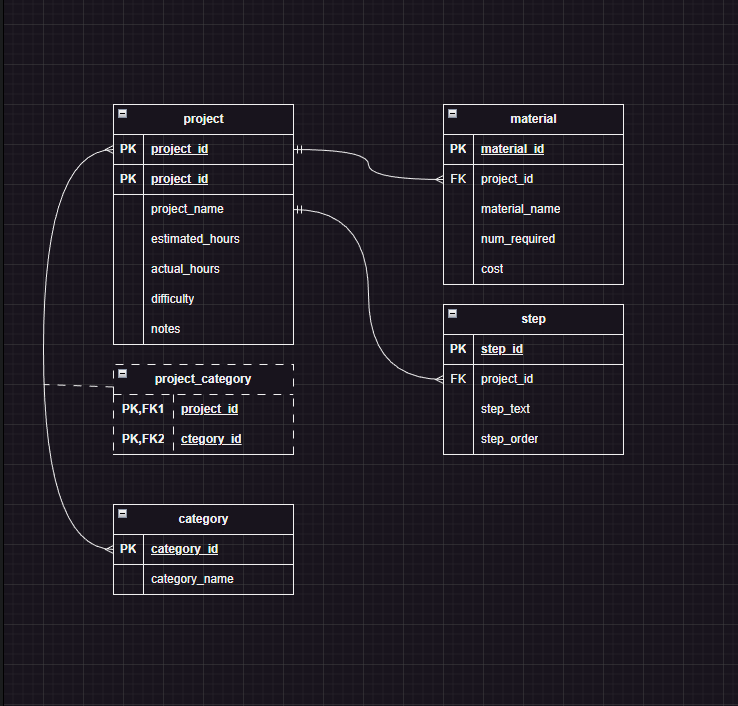 project
PK project_id
PK project_id
project_name
estimated_hours
actual_hours
difficulty
notes
material
PK material_id
FK project_id
material_name
num_required
cost
step
PK step_id
FK project_id
step_text
step_order
project_category
PK,FK1 project_id
PK,FK2 ctegory_id
category
PK category_id
category_name